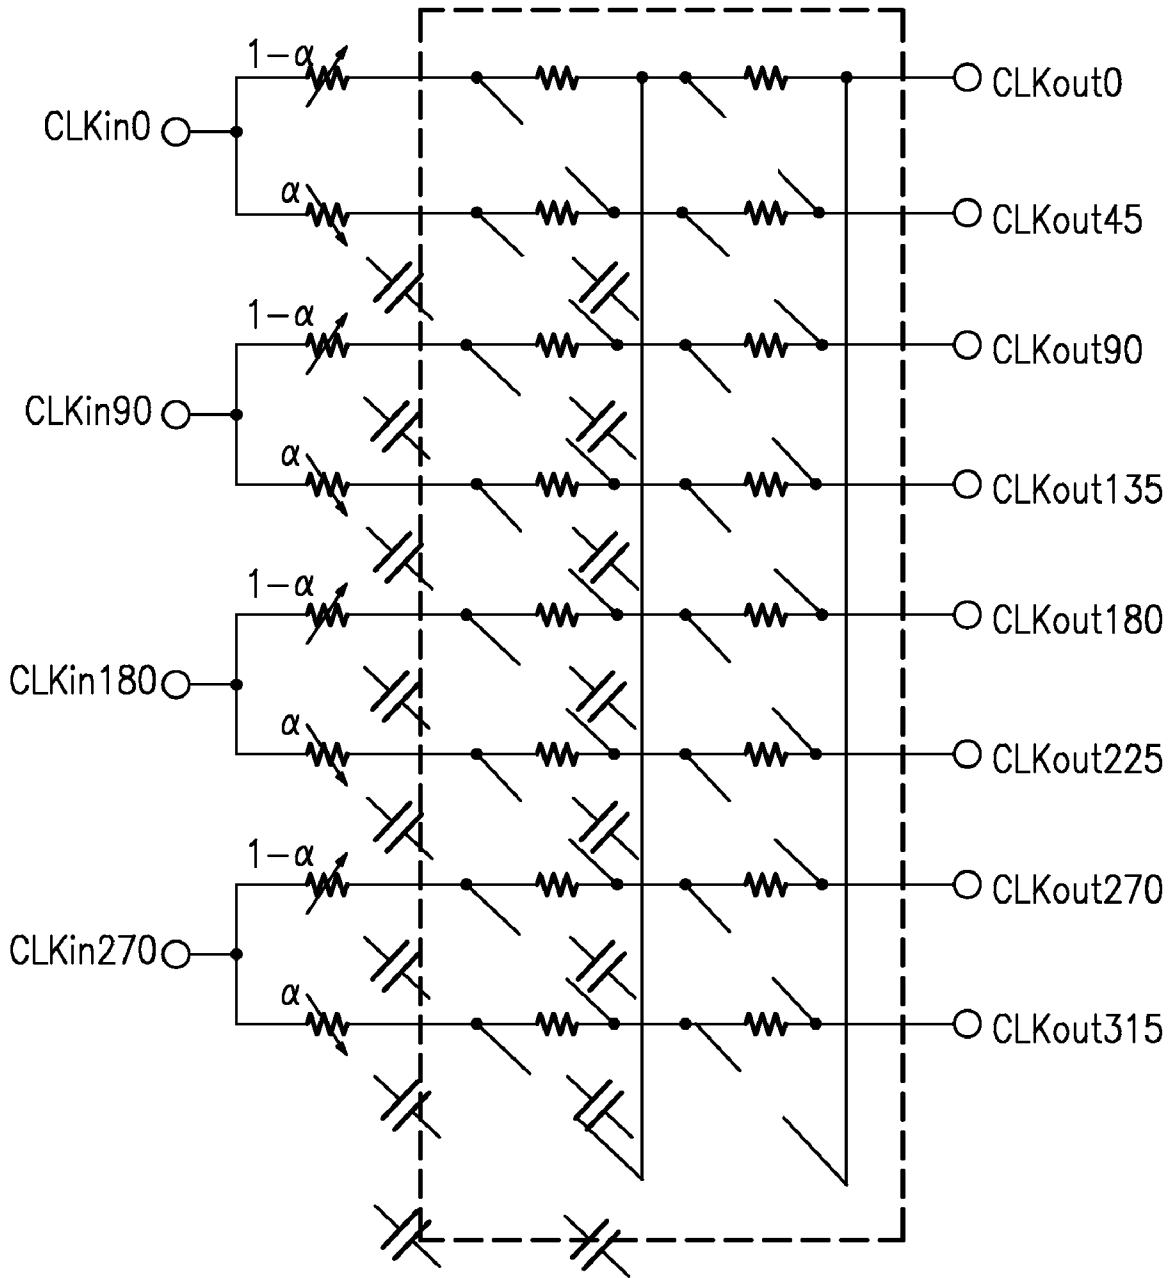 1-α
CLKin0
CLKout0
α
CLKout45
1-α
CLKout90
CLKin90
α
CLKout135
1-α
CLKout180
CLKin180
α
CLKout225
1-α
CLKout270
CLKin270
α
CLKout315